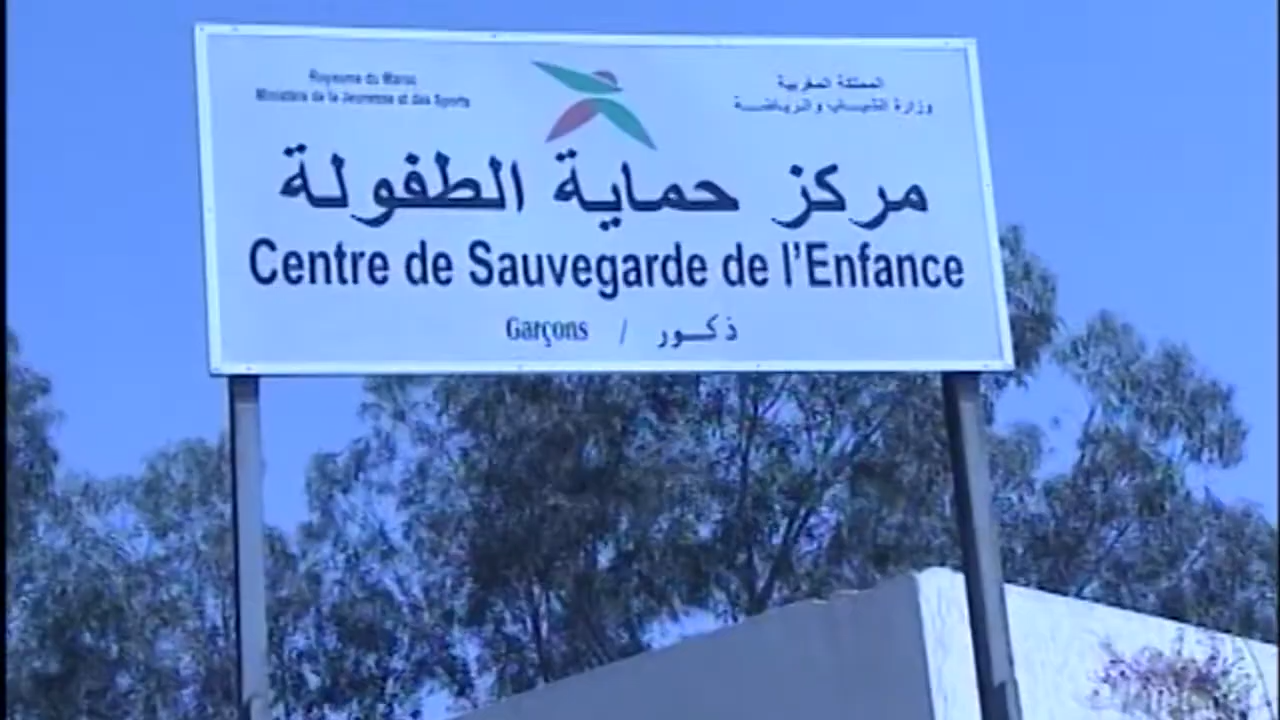 Royaume du Maroc
Ministère de la Jeunesse et des Sports
المملكة المغربية
وزارة الشباب والرياضة
مركز حماية الطفولة
Centre de Sauvegarde de l'Enfance
Garçons / ذكور